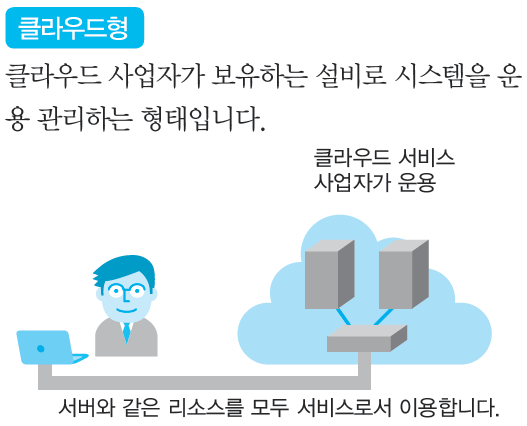 클라우드형
클라우드 사업자가 보유하는 설비로 시스템을 운
용 관리하는 형태입니다.
클라우드 서비스
사업자가 운용
서버와 같은 리소스를 모두 서비스로서 이용합니다.